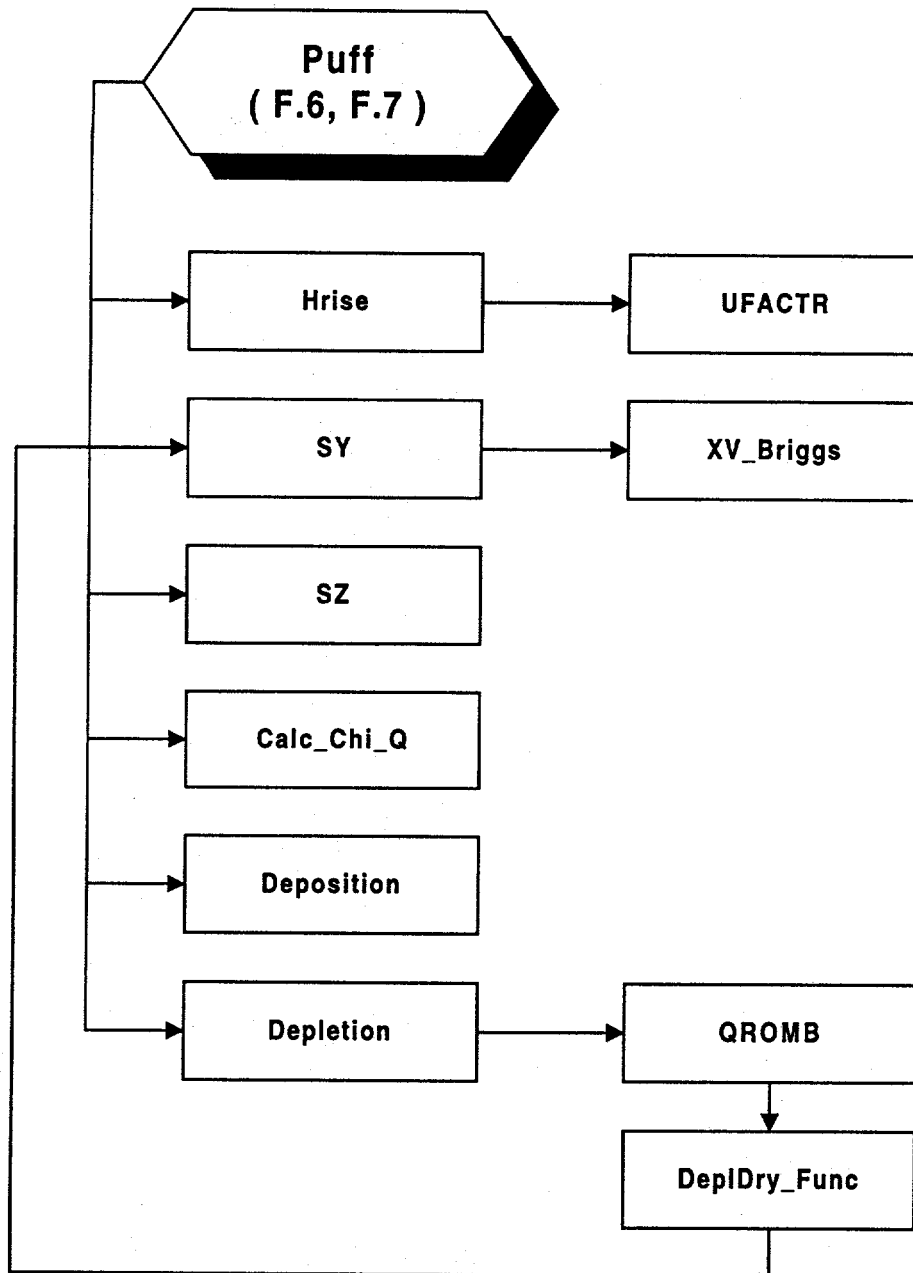 Puff
( F.6, F.7 )
Hrise
UFACTR
SY
XV_Briggs
SZ
Calc_Chi_Q
Deposition
Depletion
QROMB
DeplDry_Func